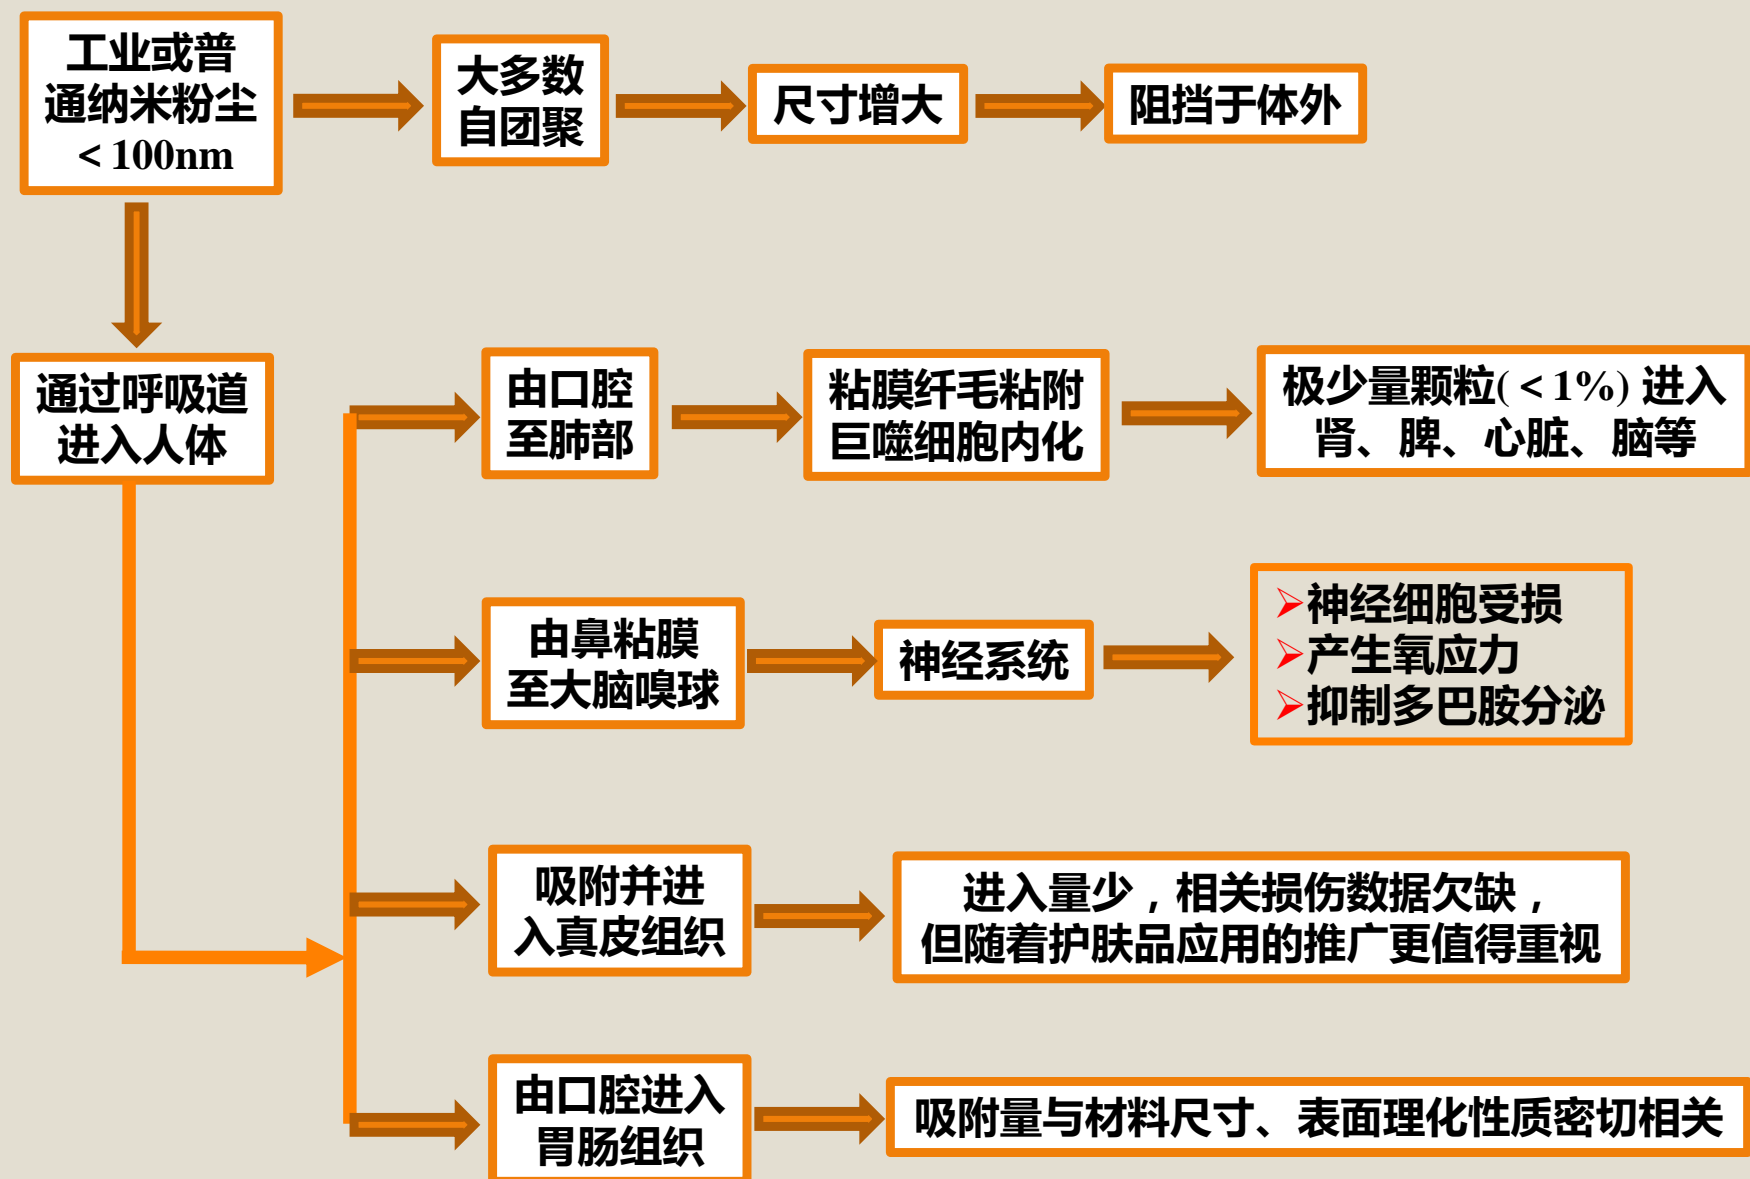 工业或普
通纳米粉尘
＜100nm
大多数
自团聚
尺寸增大
阻挡于体外
通过呼吸道
进入人体
由口腔
至肺部
粘膜纤毛粘附
巨噬细胞内化
极少量颗粒(＜1%) 进入
肾、脾、心脏、脑等
由鼻粘膜
至大脑嗅球
神经系统
➢神经细胞受损
➢产生氧应力
➢抑制多巴胺分泌
吸附并进
入真皮组织
进入量少，相关损伤数据欠缺，
但随着护肤品应用的推广更值得重视
由口腔进入
胃肠组织
吸附量与材料尺寸、表面理化性质密切相关